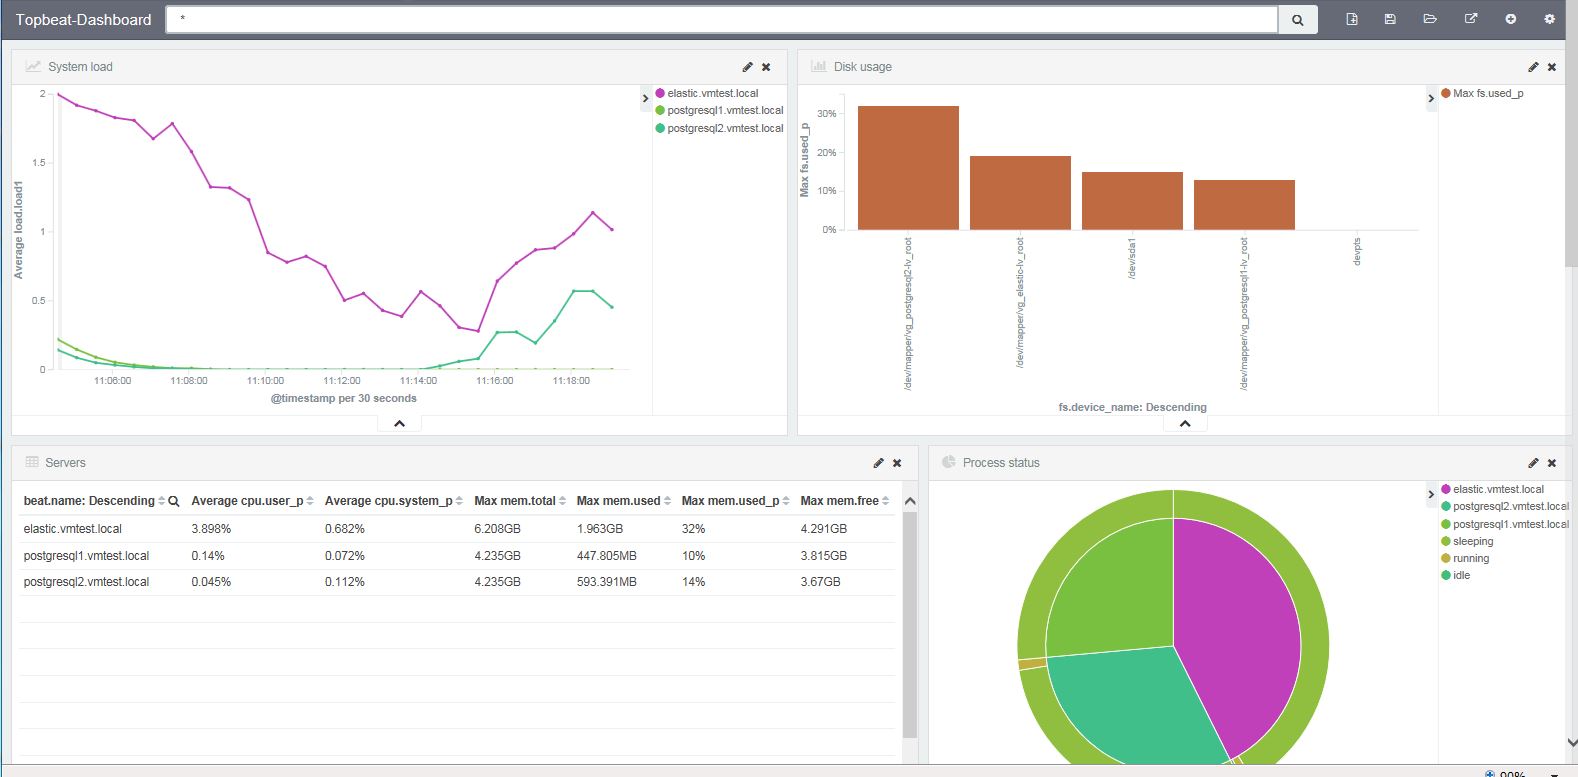 Topbeat-Dashboard
*
System load
Average load.load1
2
1.5
1
0.5
0
11:06:00 11:08:00 11:10:00 11:12:00 11:14:00 11:16:00 11:18:00
@timestamp per 30 seconds
elastic.vmtest.local
postgresql1.vmtest.local
postgresql2.vmtest.local
Disk usage
Max fs.used_p
30%
20%
10%
0%
/dev/mapper/vg_postgresql2-lv_root
/dev/mapper/vg_elastic-lv_root
/dev/sda1
/dev/mapper/vg_postgresql1-lv_root
devpts
fs.device_name: Descending
Max fs.used_p
Servers
beat.name: Descending Average cpu.user_p Average cpu.system_p Max mem.total Max mem.used Max mem.used_p Max mem.free
elastic.vmtest.local 3.898% 0.682% 6.208GB 1.963GB 32% 4.291GB
postgresql1.vmtest.local 0.14% 0.072% 4.235GB 447.805MB 10% 3.815GB
postgresql2.vmtest.local 0.045% 0.112% 4.235GB 593.391MB 14% 3.67GB
Process status
elastic.vmtest.local
postgresql2.vmtest.local
postgresql1.vmtest.local
sleeping
running
idle
90%